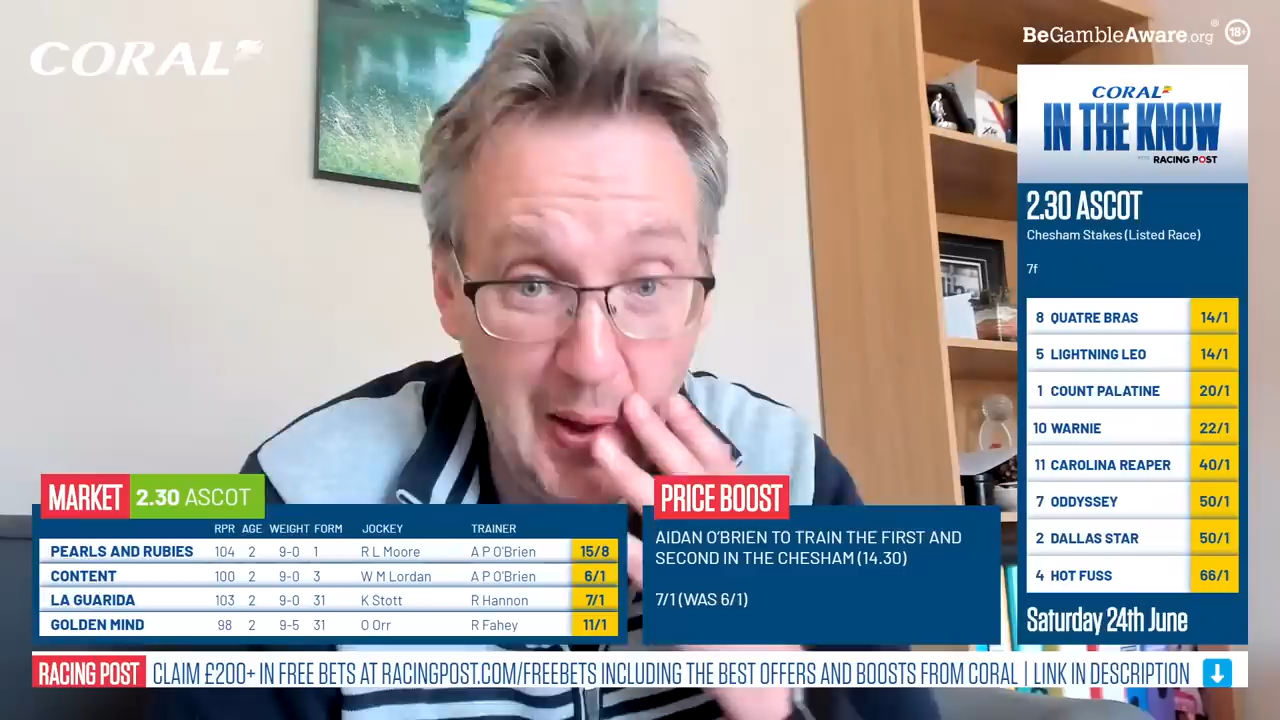 CORAL
BeGambleAware.org® 18+
CORAL
IN THE KNOW
WITH RACING POST
2.30 ASCOT
Chesham Stakes (Listed Race)
7f
8 QUATRE BRAS 14/1
5 LIGHTNING LEO 14/1
1 COUNT PALATINE 20/1
10 WARNIE 22/1
11 CAROLINA REAPER 40/1
7 ODDYSSEY 50/1
2 DALLAS STAR 50/1
4 HOT FUSS 66/1
Saturday 24th June
MARKET 2.30 ASCOT
RPR AGE WEIGHT FORM JOCKEY TRAINER
PEARLS AND RUBIES 104 2 9-0 1 R L Moore A P O'Brien 15/8
CONTENT 100 2 9-0 3 W M Lordan A P O'Brien 6/1
LA GUARIDA 103 2 9-0 31 K Stott R Hannon 7/1
GOLDEN MIND 98 2 9-5 31 O Orr R Fahey 11/1
PRICE BOOST
AIDAN O'BRIEN TO TRAIN THE FIRST AND
SECOND IN THE CHESHAM (14.30)
7/1 (WAS 6/1)
RACING POST CLAIM £200+ IN FREE BETS AT RACINGPOST.COM/FREEBETS INCLUDING THE BEST OFFERS AND BOOSTS FROM CORAL | LINK IN DESCRIPTION